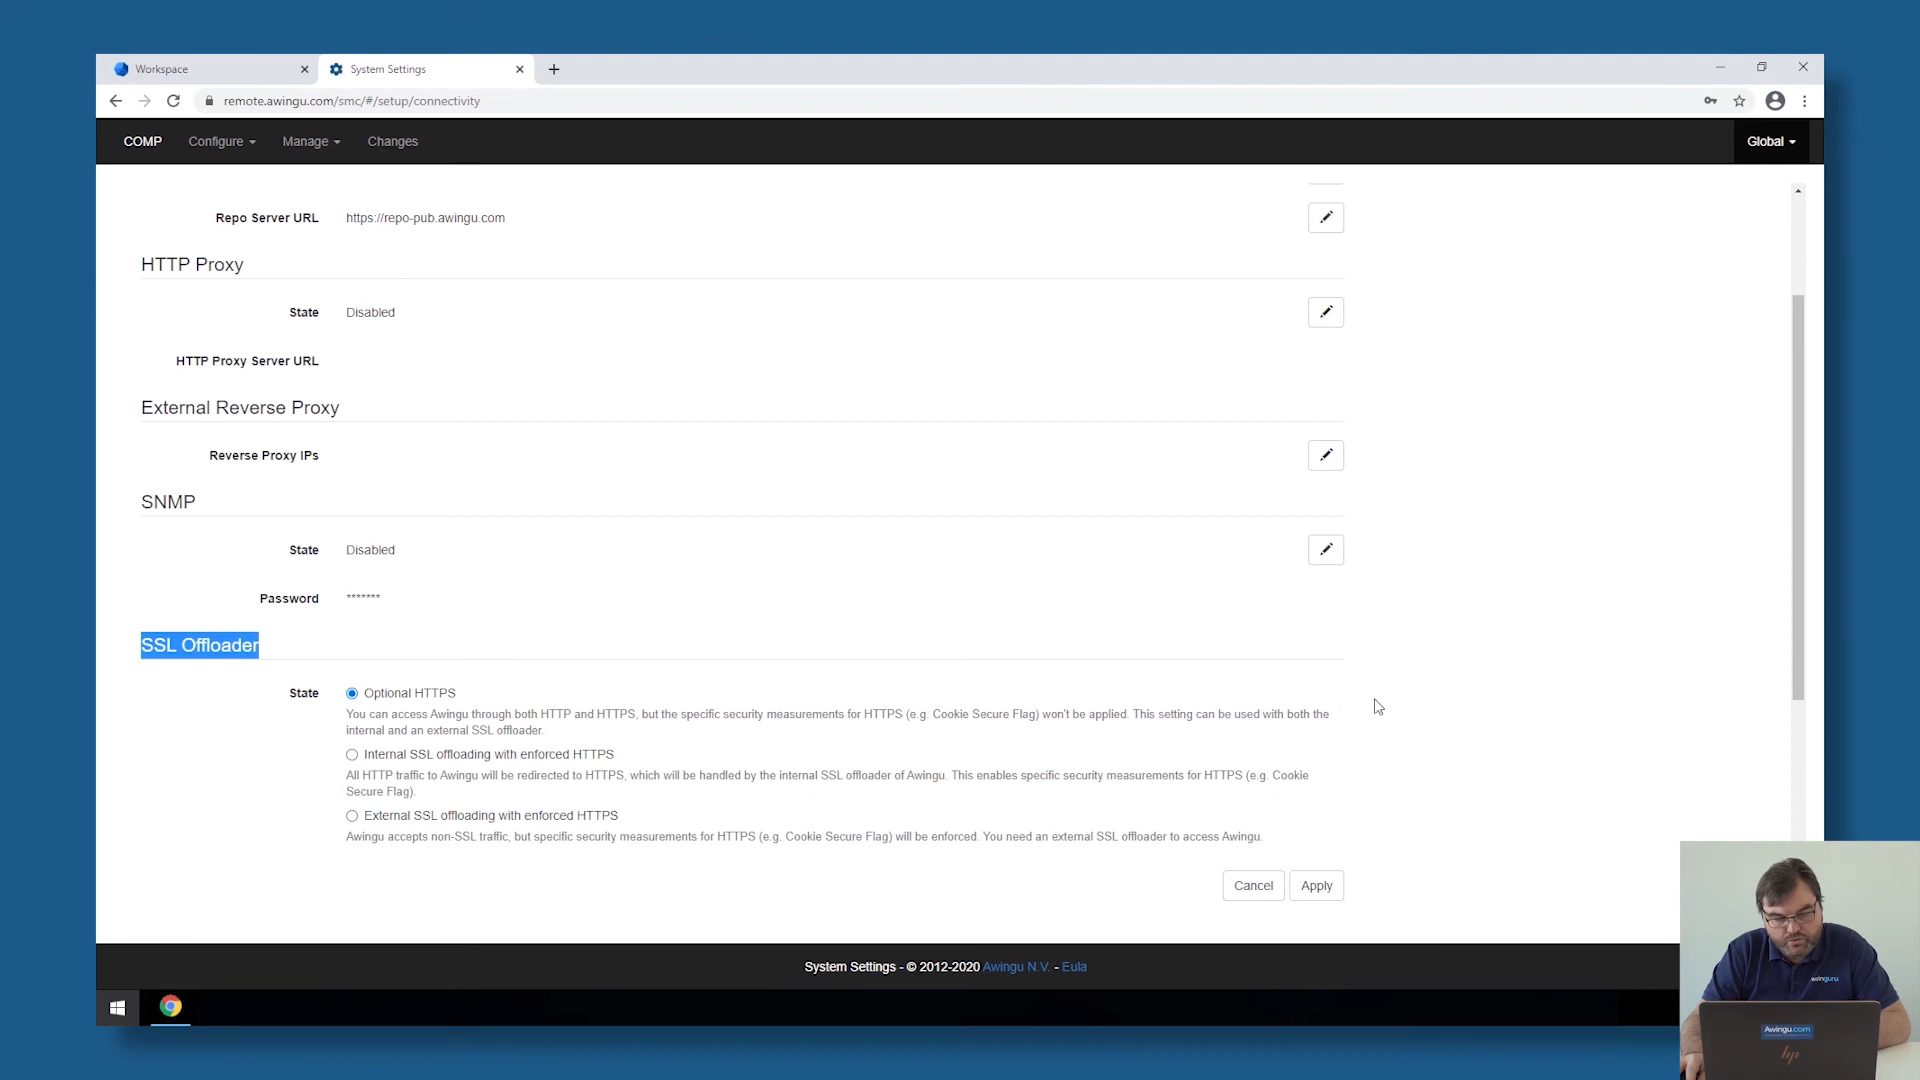 Workspace
System Settings
remote.awingu.com/smc/#/setup/connectivity
COMP Configure Manage Changes Global
Repo Server URL https://repo-pub.awingu.com
HTTP Proxy
State Disabled
HTTP Proxy Server URL
External Reverse Proxy
Reverse Proxy IPs
SNMP
State Disabled
Password *******
SSL Offloader
State Optional HTTPS
You can access Awingu through both HTTP and HTTPS, but the specific security measurements for HTTPS (e.g. Cookie Secure Flag) won't be applied. This setting can be used with both the
internal and an external SSL offloader.
Internal SSL offloading with enforced HTTPS
All HTTP traffic to Awingu will be redirected to HTTPS, which will be handled by the internal SSL offloader of Awingu. This enables specific security measurements for HTTPS (e.g. Cookie
Secure Flag).
External SSL offloading with enforced HTTPS
Awingu accepts non-SSL traffic, but specific security measurements for HTTPS (e.g. Cookie Secure Flag) will be enforced. You need an external SSL offloader to access Awingu.
Cancel Apply
System Settings - © 2012-2020 Awingu N.V. - Eula
Awingu.com
hp